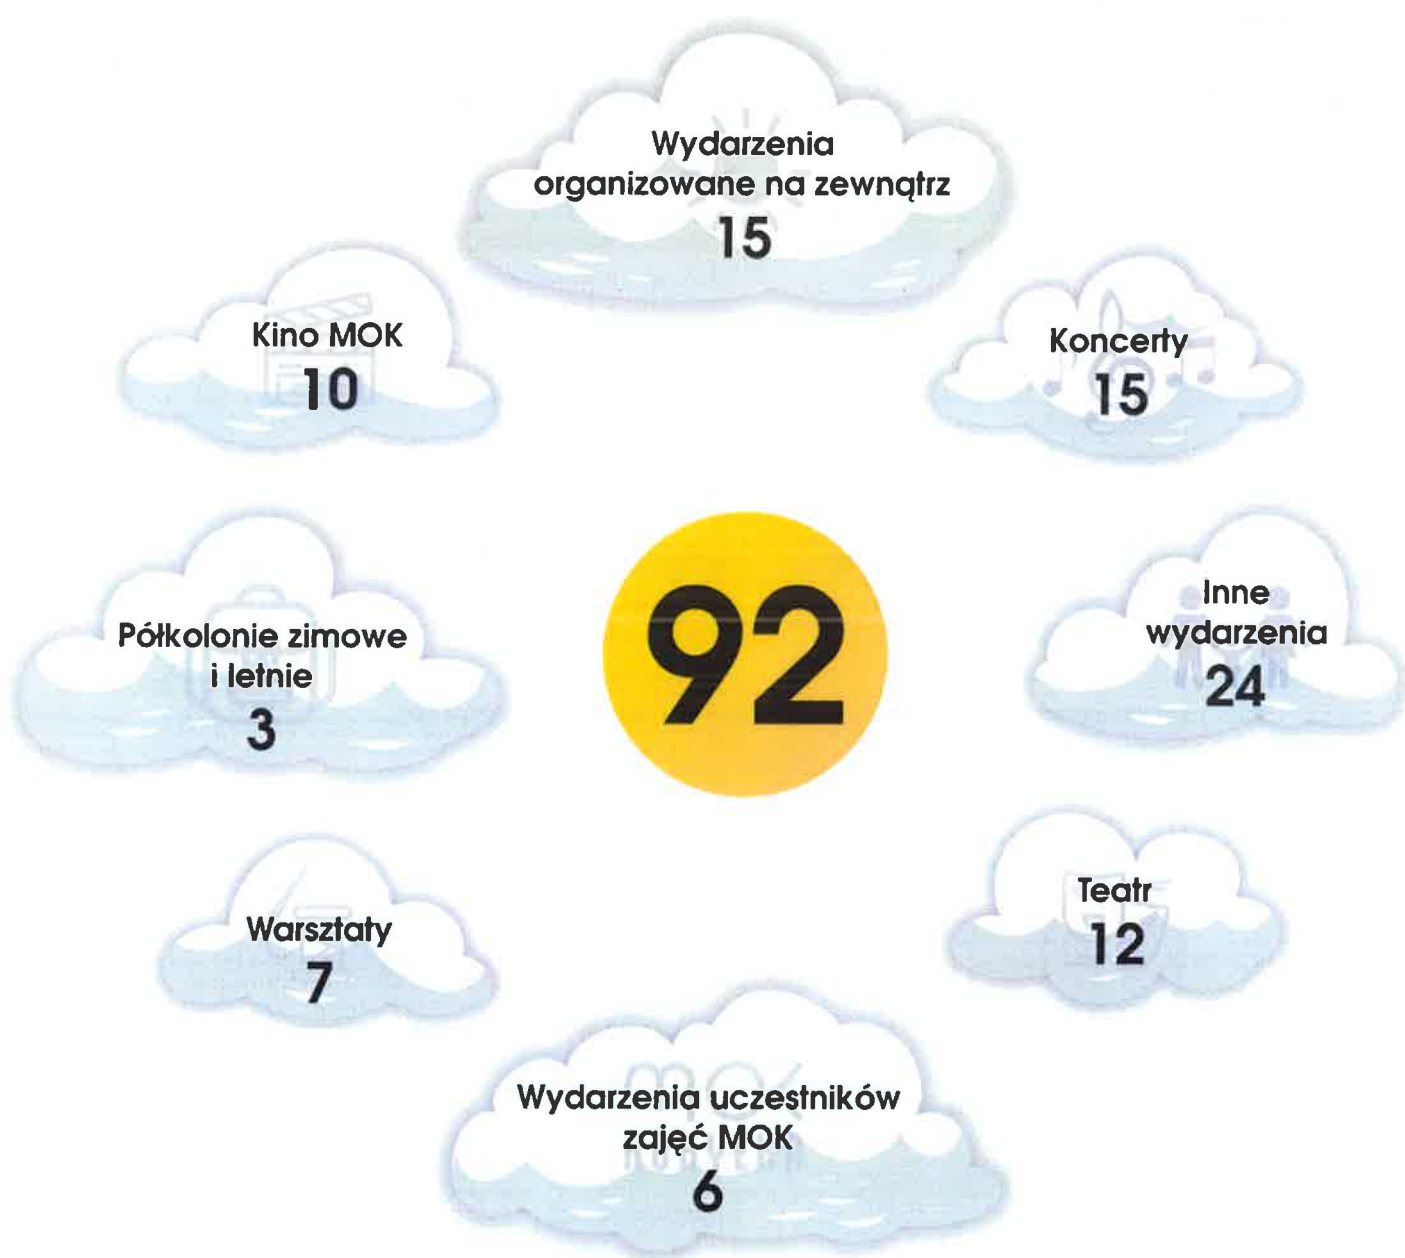 Wydarzenia
organizowane na zewnątrz
15
Kino MOK
10
Koncerty
15
Półkolonie zimowe
i letnie
3
92
Inne
wydarzenia
24
Warsztaty
7
Teatr
12
Wydarzenia uczestników
zajęć MOK
6